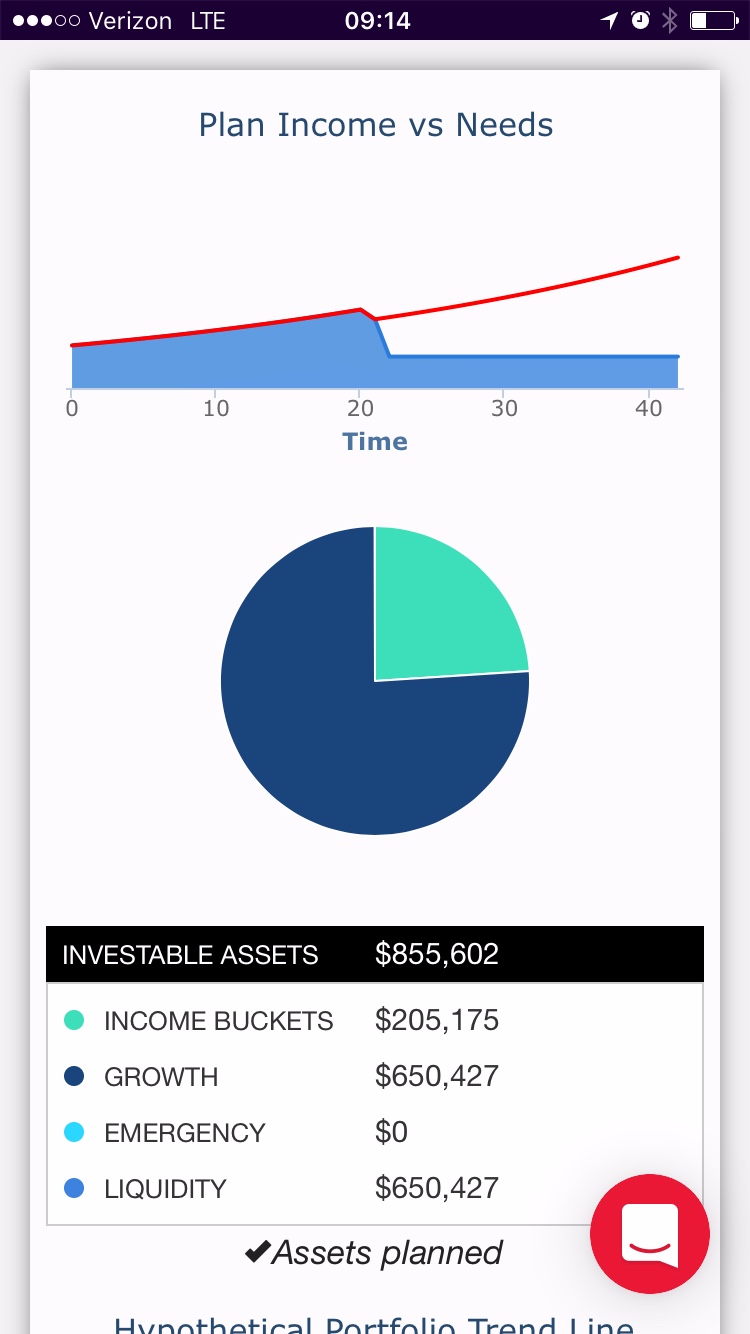 Verizon LTE 09:14
Plan Income vs Needs
0 10 20 30 40
Time
INVESTABLE ASSETS $855,602
INCOME BUCKETS $205,175
GROWTH $650,427
EMERGENCY $0
LIQUIDITY $650,427
✔Assets planned
Hypothetical Portfolio Trend Line